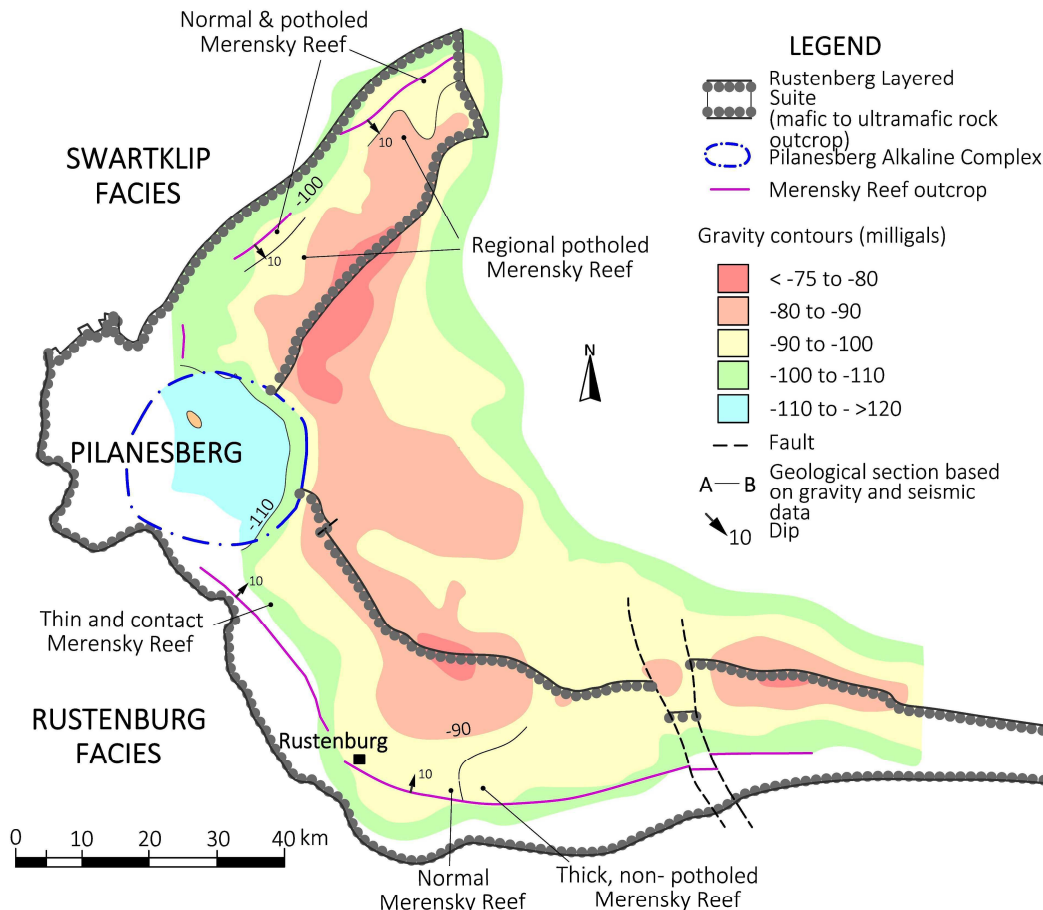 Normal & potholed
Merensky Reef
10
SWARTKLIP
FACIES
-100
10
Regional potholed
Merensky Reef
N
PILANESBERG
-110
10
Thin and contact
Merensky Reef
RUSTENBURG
FACIES
Rustenburg
-90
10
0 10 20 30 40 km
Normal
Merensky Reef
Thick, non- potholed
Merensky Reef
LEGEND
Rustenberg Layered
Suite
(mafic to ultramafic rock
outcrop)
Pilanesberg Alkaline Complex
Merensky Reef outcrop
Gravity contours (milligals)
< -75 to -80
-80 to -90
-90 to -100
-100 to -110
-110 to - >120
Fault
A B Geological section based
on gravity and seismic
data
10 Dip